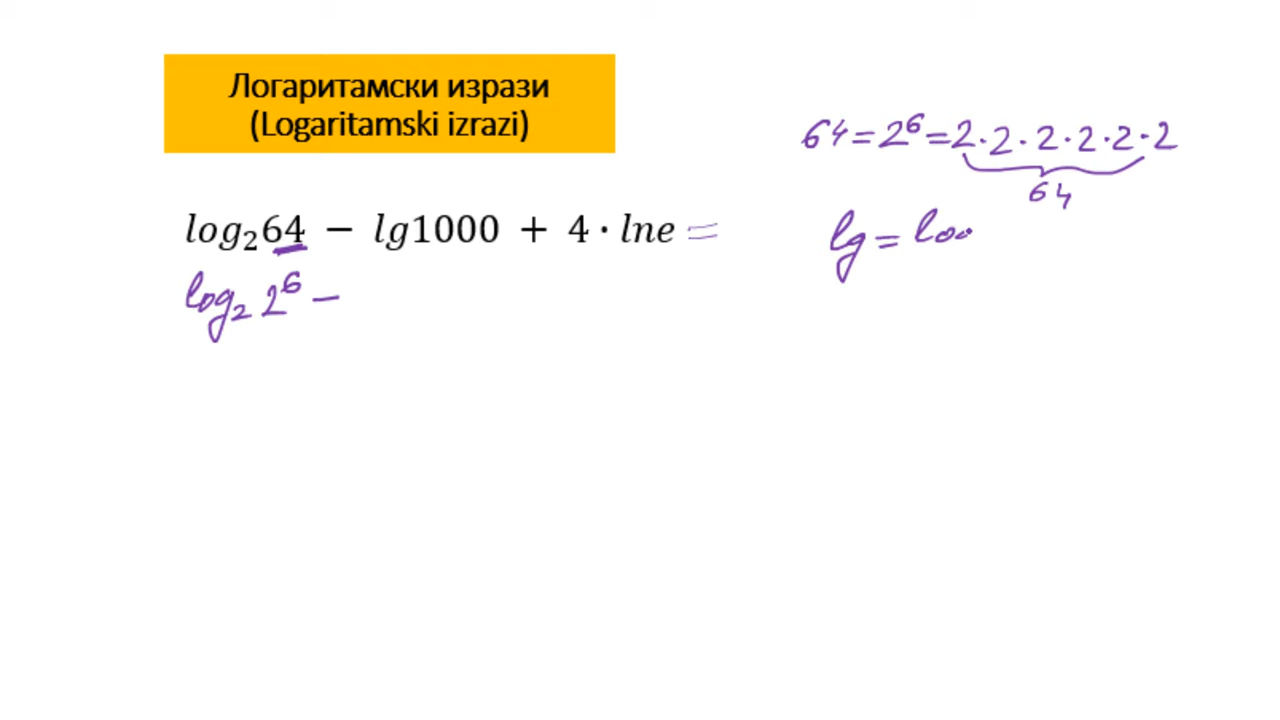 Логаритамски изрази
(Logaritamski izrazi)
64 = 2⁶ = 2 · 2 · 2 · 2 · 2 · 2
64
log₂64 − lg1000 + 4 · lne =
lg = loo
log₂ 2⁶ −